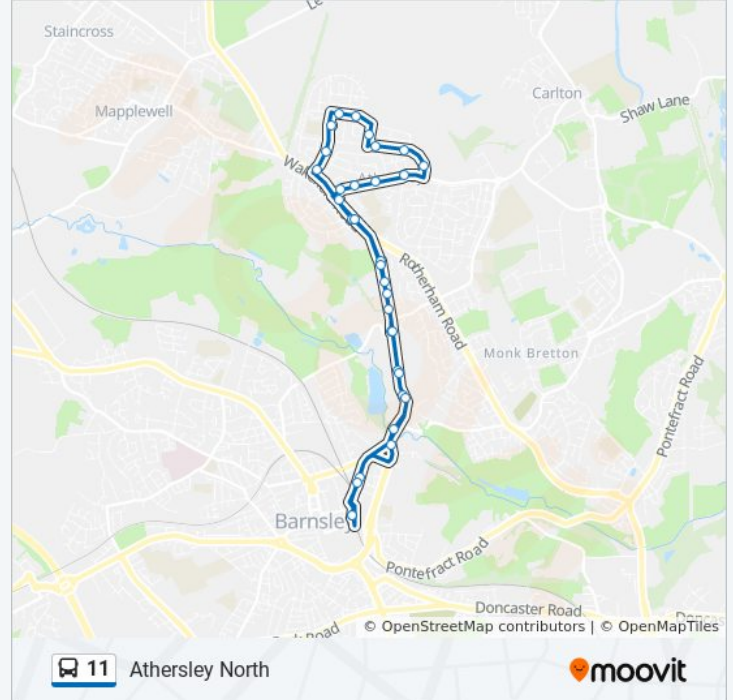 Staincross
Mapplewell
Carlton
Shaw Lane
Rotherham Road
Monk Bretton
Pontefract Road
Barnsley
Pontefract Road
Doncaster Road
Road
© OpenStreetMap contributors | © OpenMapTiles
11 Athersley North
moovit